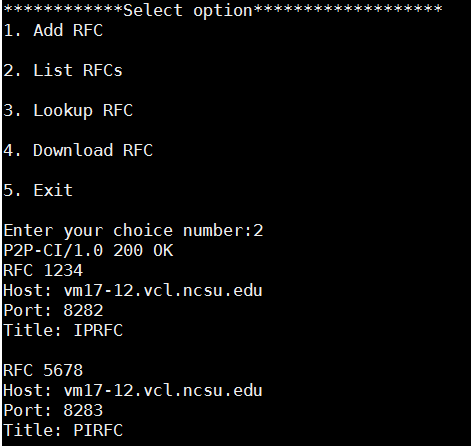 ************Select option*******************
1. Add RFC
2. List RFCs
3. Lookup RFC
4. Download RFC
5. Exit
Enter your choice number:2
P2P-CI/1.0 200 OK
RFC 1234
Host: vm17-12.vcl.ncsu.edu
Port: 8282
Title: IPRFC
RFC 5678
Host: vm17-12.vcl.ncsu.edu
Port: 8283
Title: PIRFC